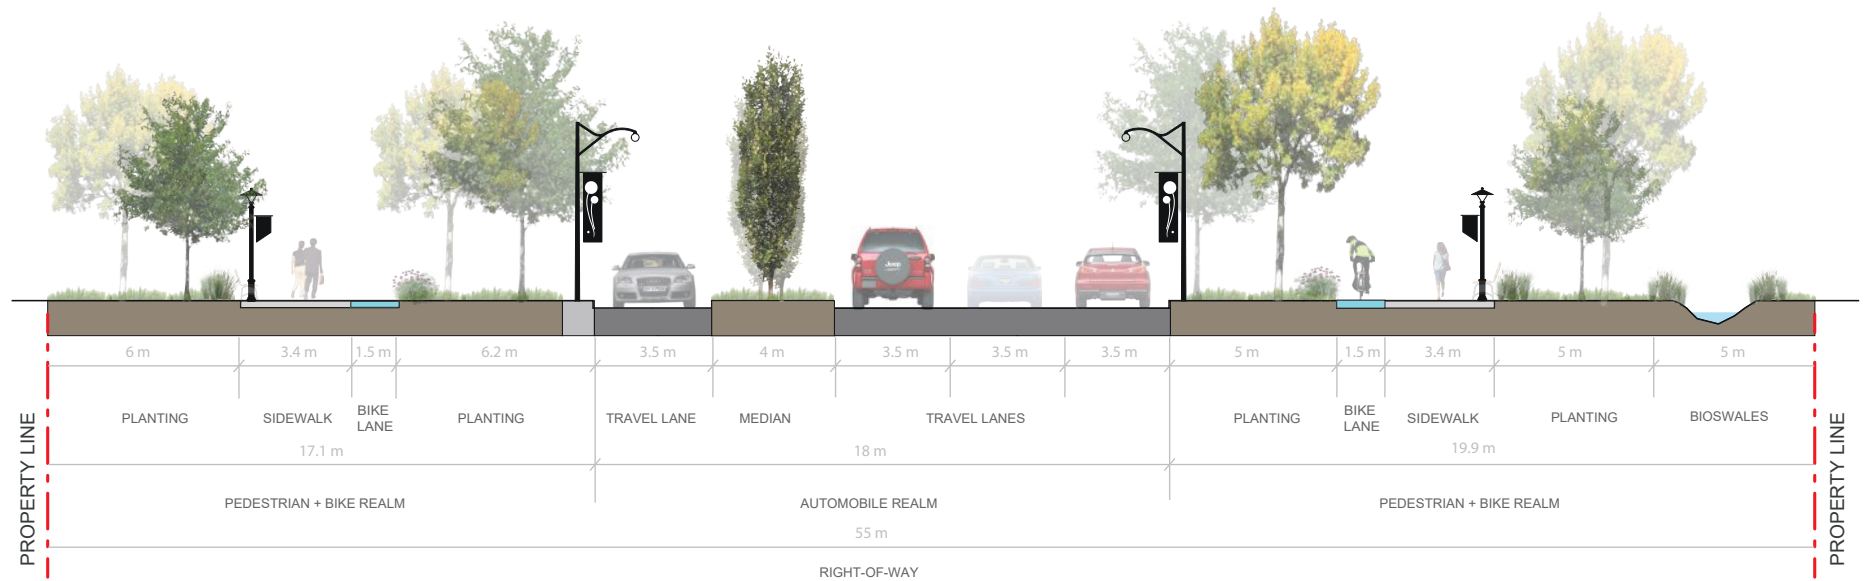 6 m
3.4 m
1.5 m
6.2 m
3.5 m
4 m
3.5 m
3.5 m
3.5 m
5 m
1.5 m
3.4 m
5 m
5 m
PLANTING
SIDEWALK
BIKE
LANE
PLANTING
TRAVEL LANE
MEDIAN
TRAVEL LANES
PLANTING
BIKE
LANE
SIDEWALK
PLANTING
BIOSWALES
17.1 m
18 m
19.9 m
PEDESTRIAN + BIKE REALM
AUTOMOBILE REALM
PEDESTRIAN + BIKE REALM
55 m
RIGHT-OF-WAY
PROPERTY LINE
PROPERTY LINE
Jeep